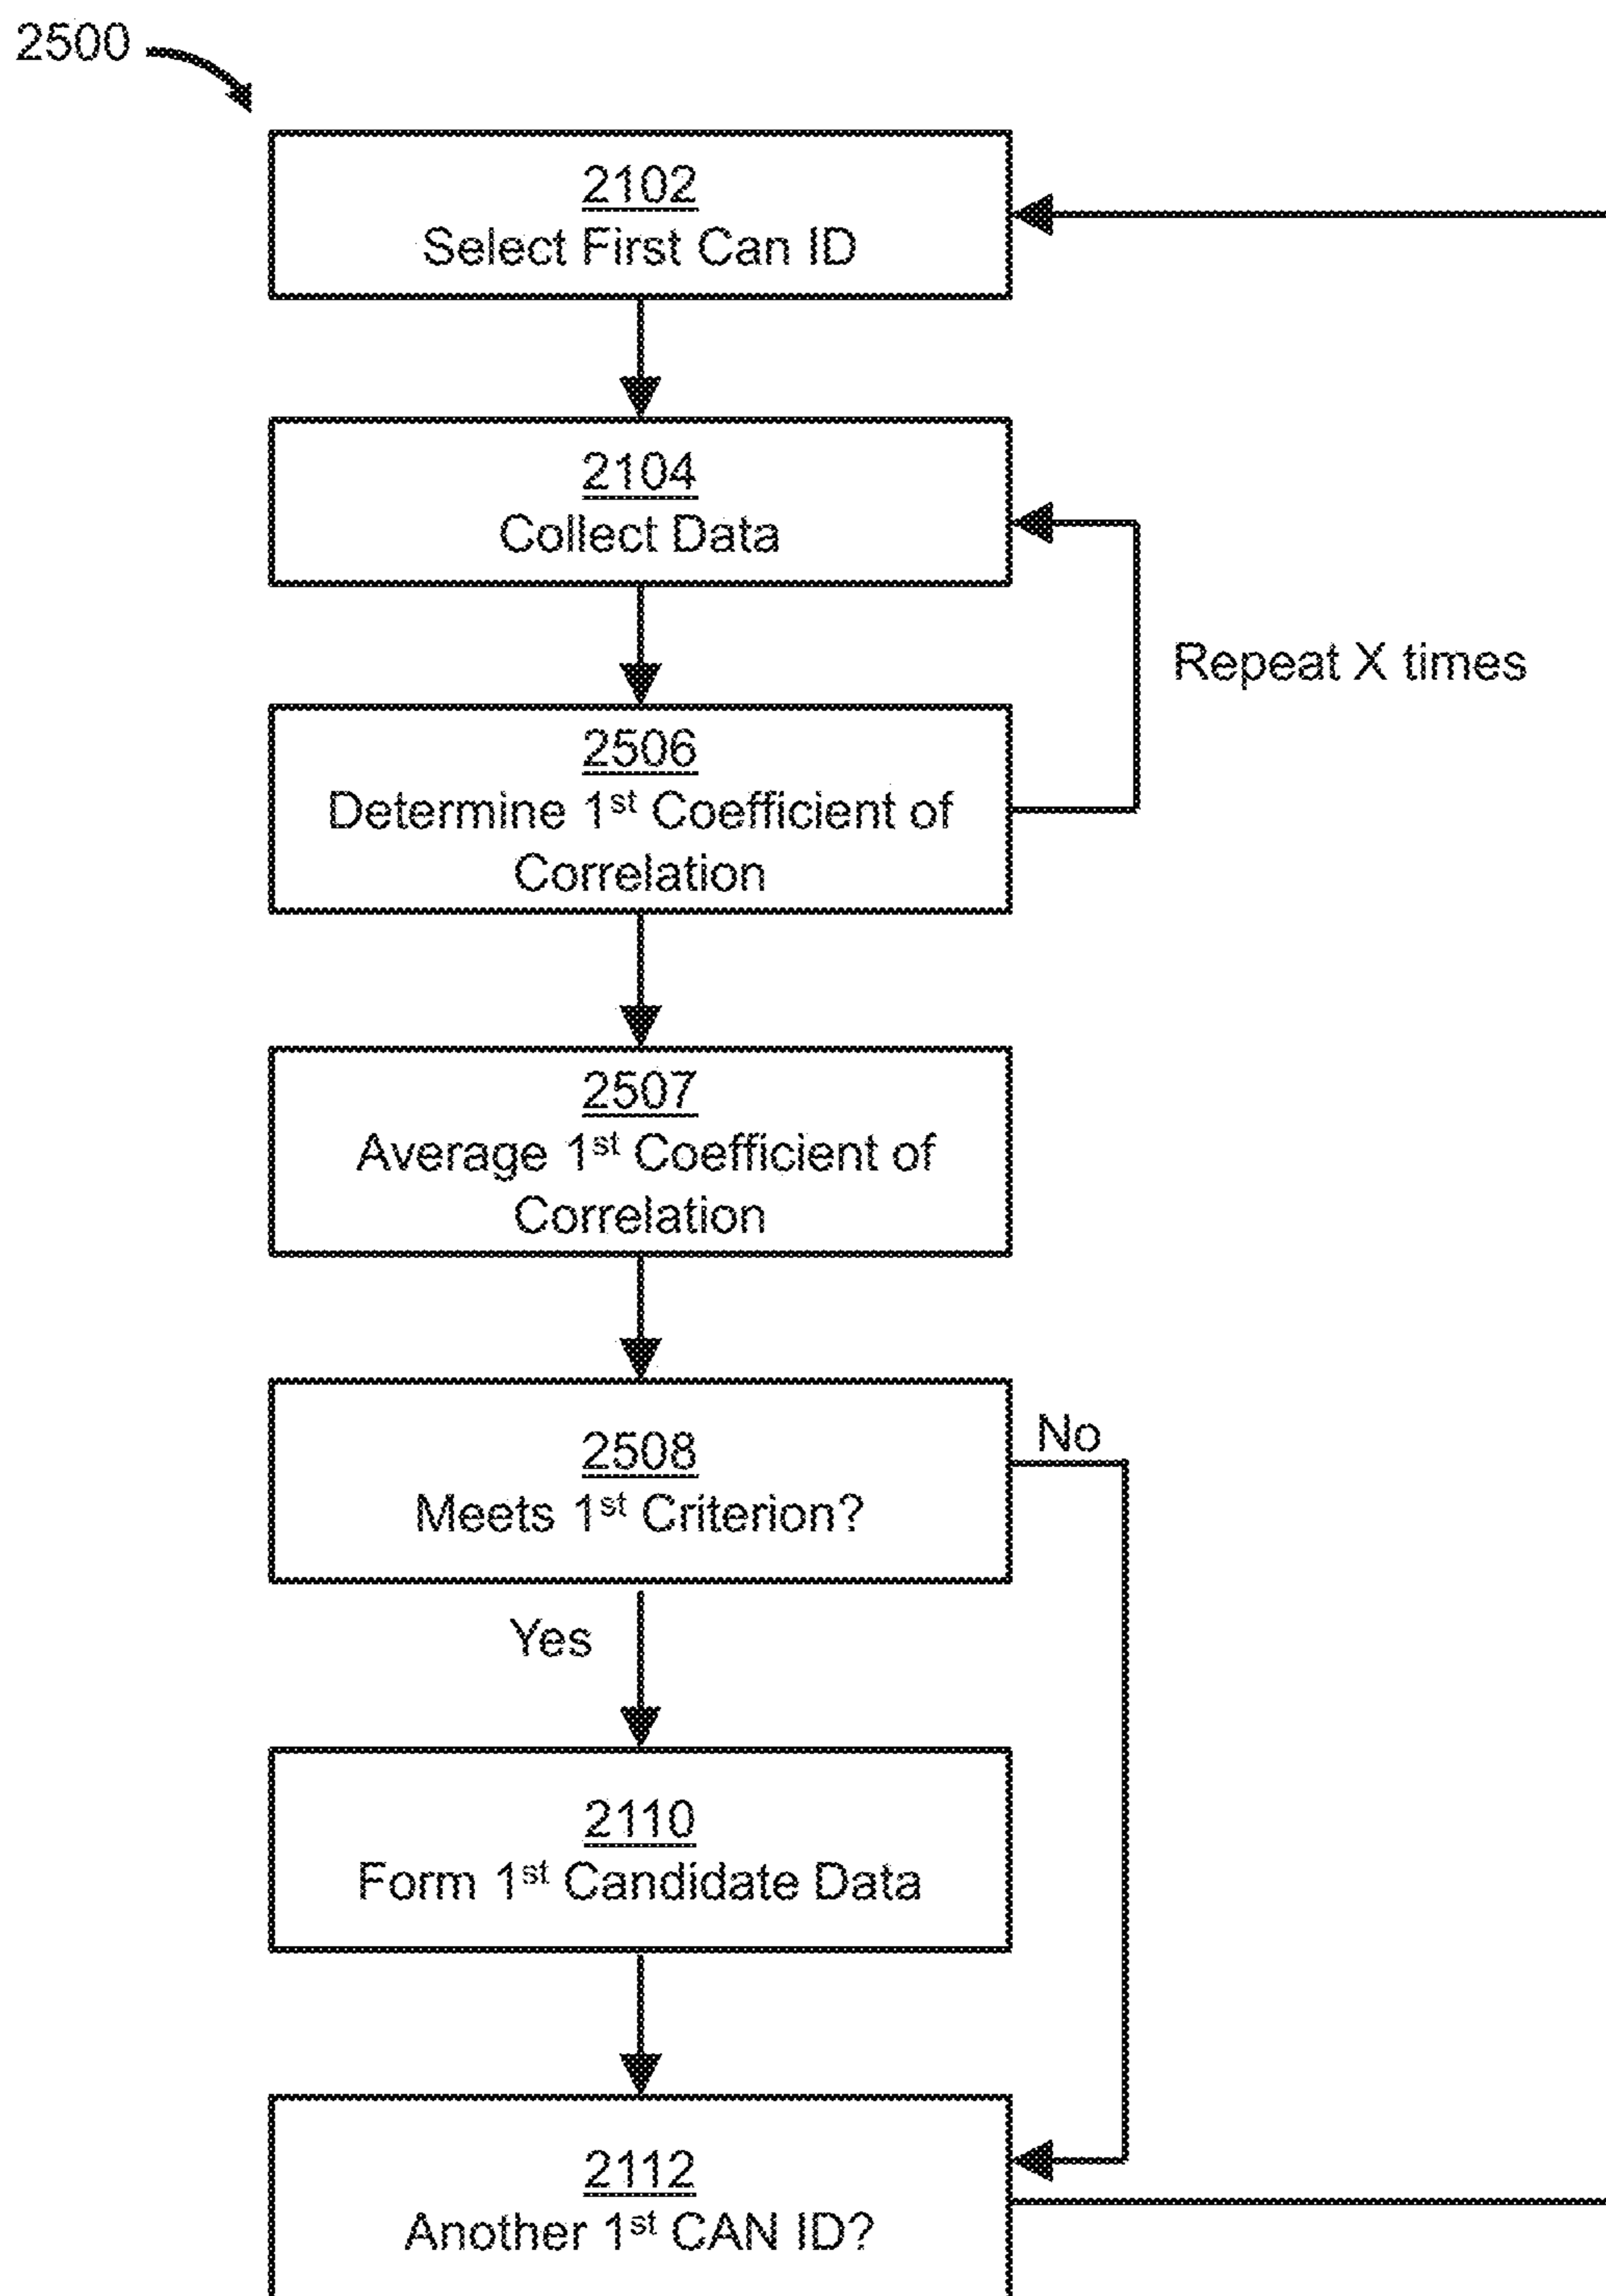 2500
2102
Select First Can ID
2104
Collect Data
Repeat X times
2506
Determine 1st Coefficient of
Correlation
2507
Average 1st Coefficient of
Correlation
2508
Meets 1st Criterion?
No
Yes
2110
Form 1st Candidate Data
2112
Another 1st CAN ID?